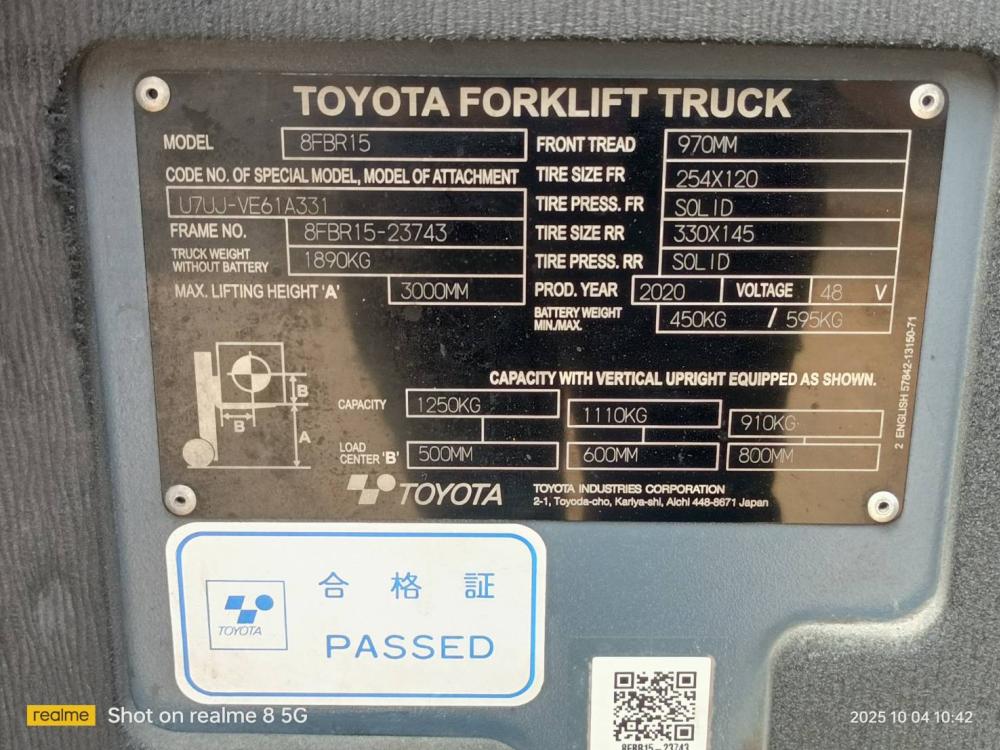 TOYOTA FORKLIFT TRUCK
MODEL 8FBR15
CODE NO. OF SPECIAL MODEL, MODEL OF ATTACHMENT
U7UJ-VE61A331
FRAME NO. 8FBR15-23743
TRUCK WEIGHT WITHOUT BATTERY 1890KG
MAX. LIFTING HEIGHT 'A' 3000MM
FRONT TREAD 970MM
TIRE SIZE FR 254X120
TIRE PRESS. FR SOLID
TIRE SIZE RR 330X145
TIRE PRESS. RR SOLID
PROD. YEAR 2020 VOLTAGE 48 V
BATTERY WEIGHT MIN./MAX. 450KG / 595KG
CAPACITY WITH VERTICAL UPRIGHT EQUIPPED AS SHOWN.
B
B
A
CAPACITY 1250KG 1110KG 910KG
LOAD CENTER 'B' 500MM 600MM 800MM
TOYOTA
TOYOTA INDUSTRIES CORPORATION
2-1, Toyoda-cho, Kariya-shi, Aichi 448-8671 Japan
2 ENGLISH 57842-13150-71
合格証
TOYOTA
PASSED
8FBR15-23743
realme Shot on realme 8 5G
2025 10 04 10:42